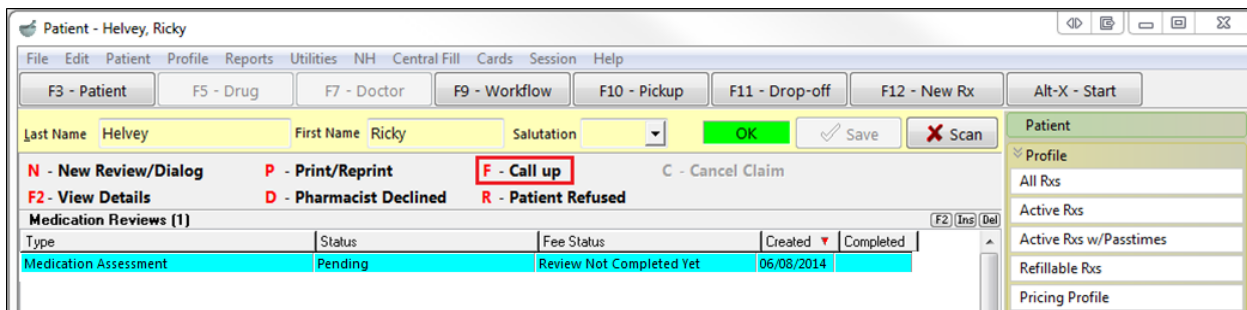 Patient - Helvey, Ricky
File Edit Patient Profile Reports Utilities NH Central Fill Cards Session Help
F3 - Patient F5 - Drug F7 - Doctor F9 - Workflow F10 - Pickup F11 - Drop-off F12 - New Rx Alt-X - Start
Last Name Helvey First Name Ricky Salutation OK Save X Scan
N - New Review/Dialog P - Print/Reprint F - Call up C - Cancel Claim
F2 - View Details D - Pharmacist Declined R - Patient Refused
Medication Reviews (1) F2 Ins Del
Type Status Fee Status Created Completed
Medication Assessment Pending Review Not Completed Yet 06/08/2014
Patient
Profile
All Rxs
Active Rxs
Active Rxs w/Passtimes
Refillable Rxs
Pricing Profile